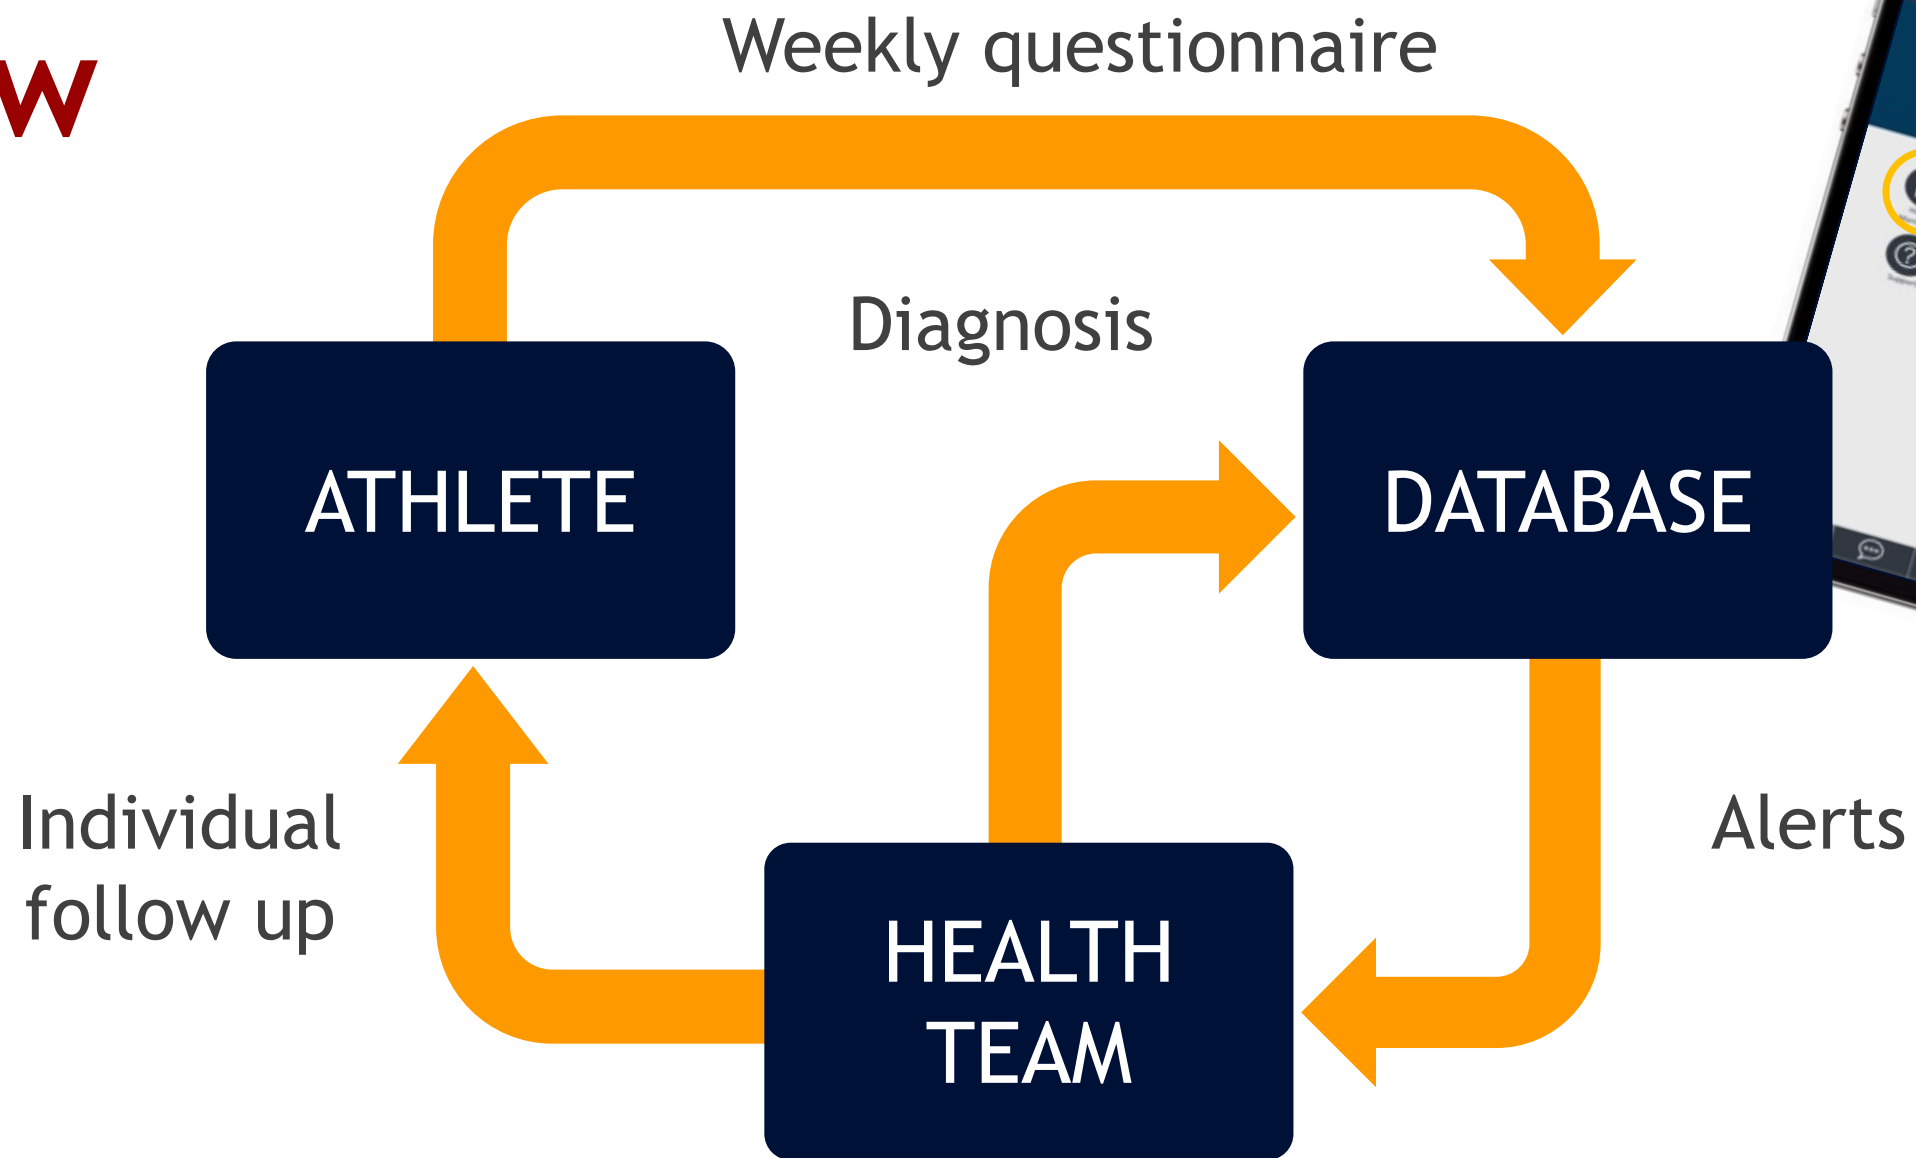 w
Weekly questionnaire
Diagnosis
ATHLETE
DATABASE
Individual
follow up
Alerts
HEALTH
TEAM